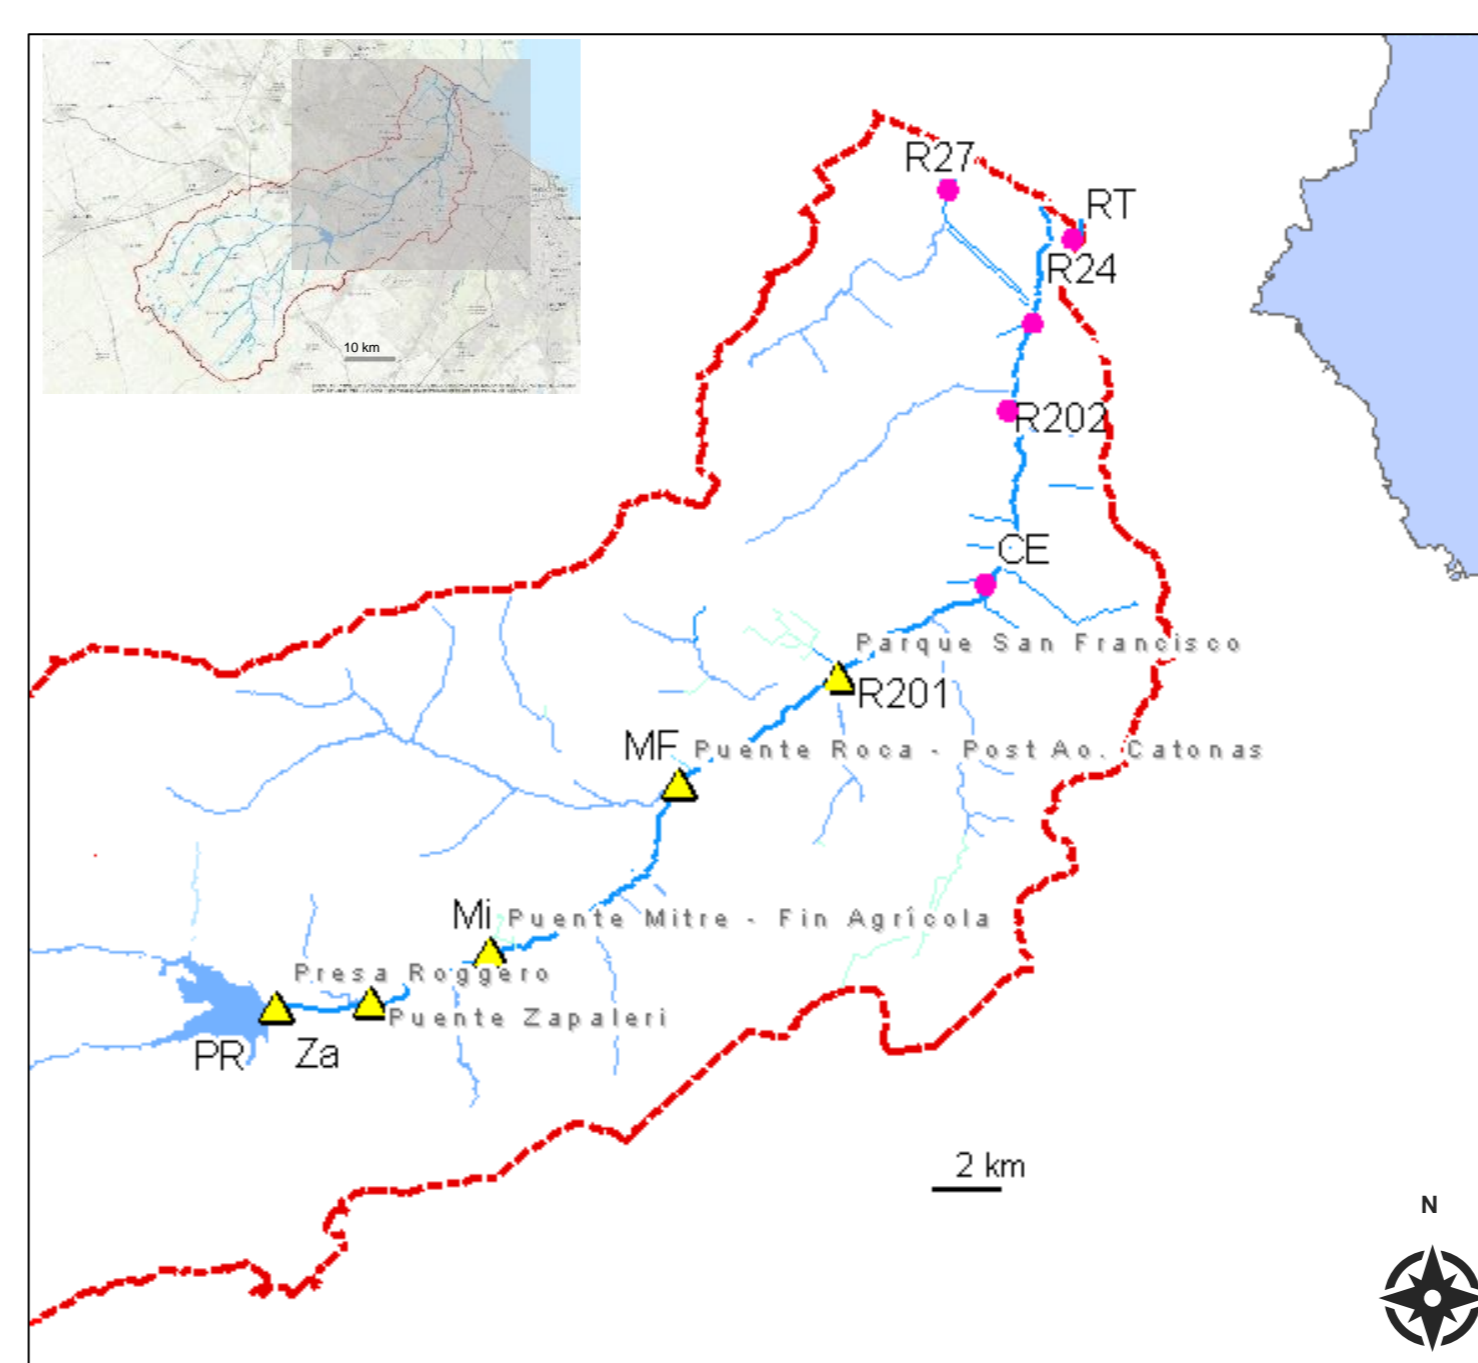 10 km
R27
RT
R24
R202
CE
Parque San Francisco
R201
MF
Puente Roca - Post Ao. Catonas
Mi
Puente Mitre - Fin Agrícola
Presa Roggero
Puente Zapaleri
PR
Za
2 km
N